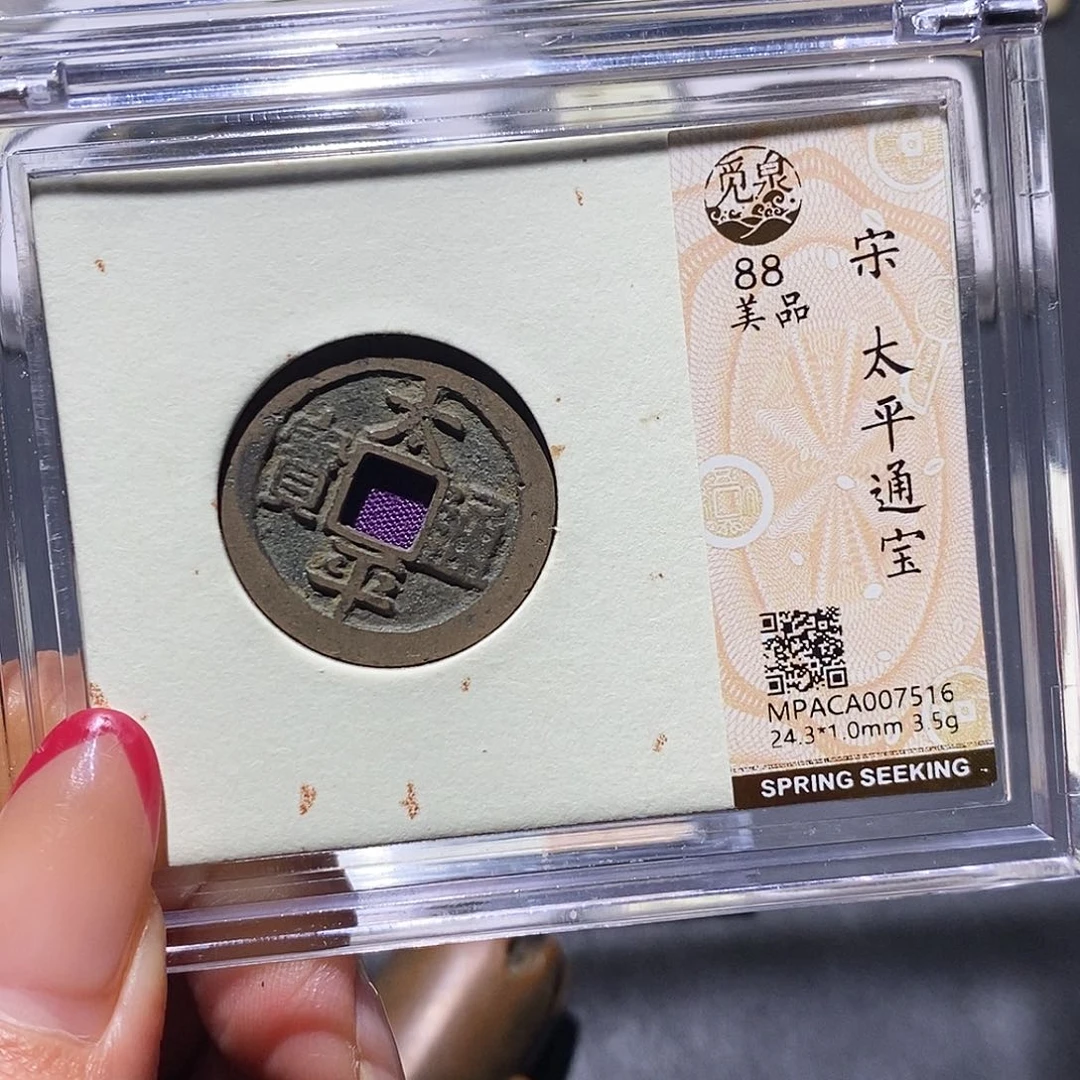 觅泉
88
美品
宋 太平通宝
MPACA007516
24.3*1.0mm 3.5g
SPRING SEEKING
太平通寶